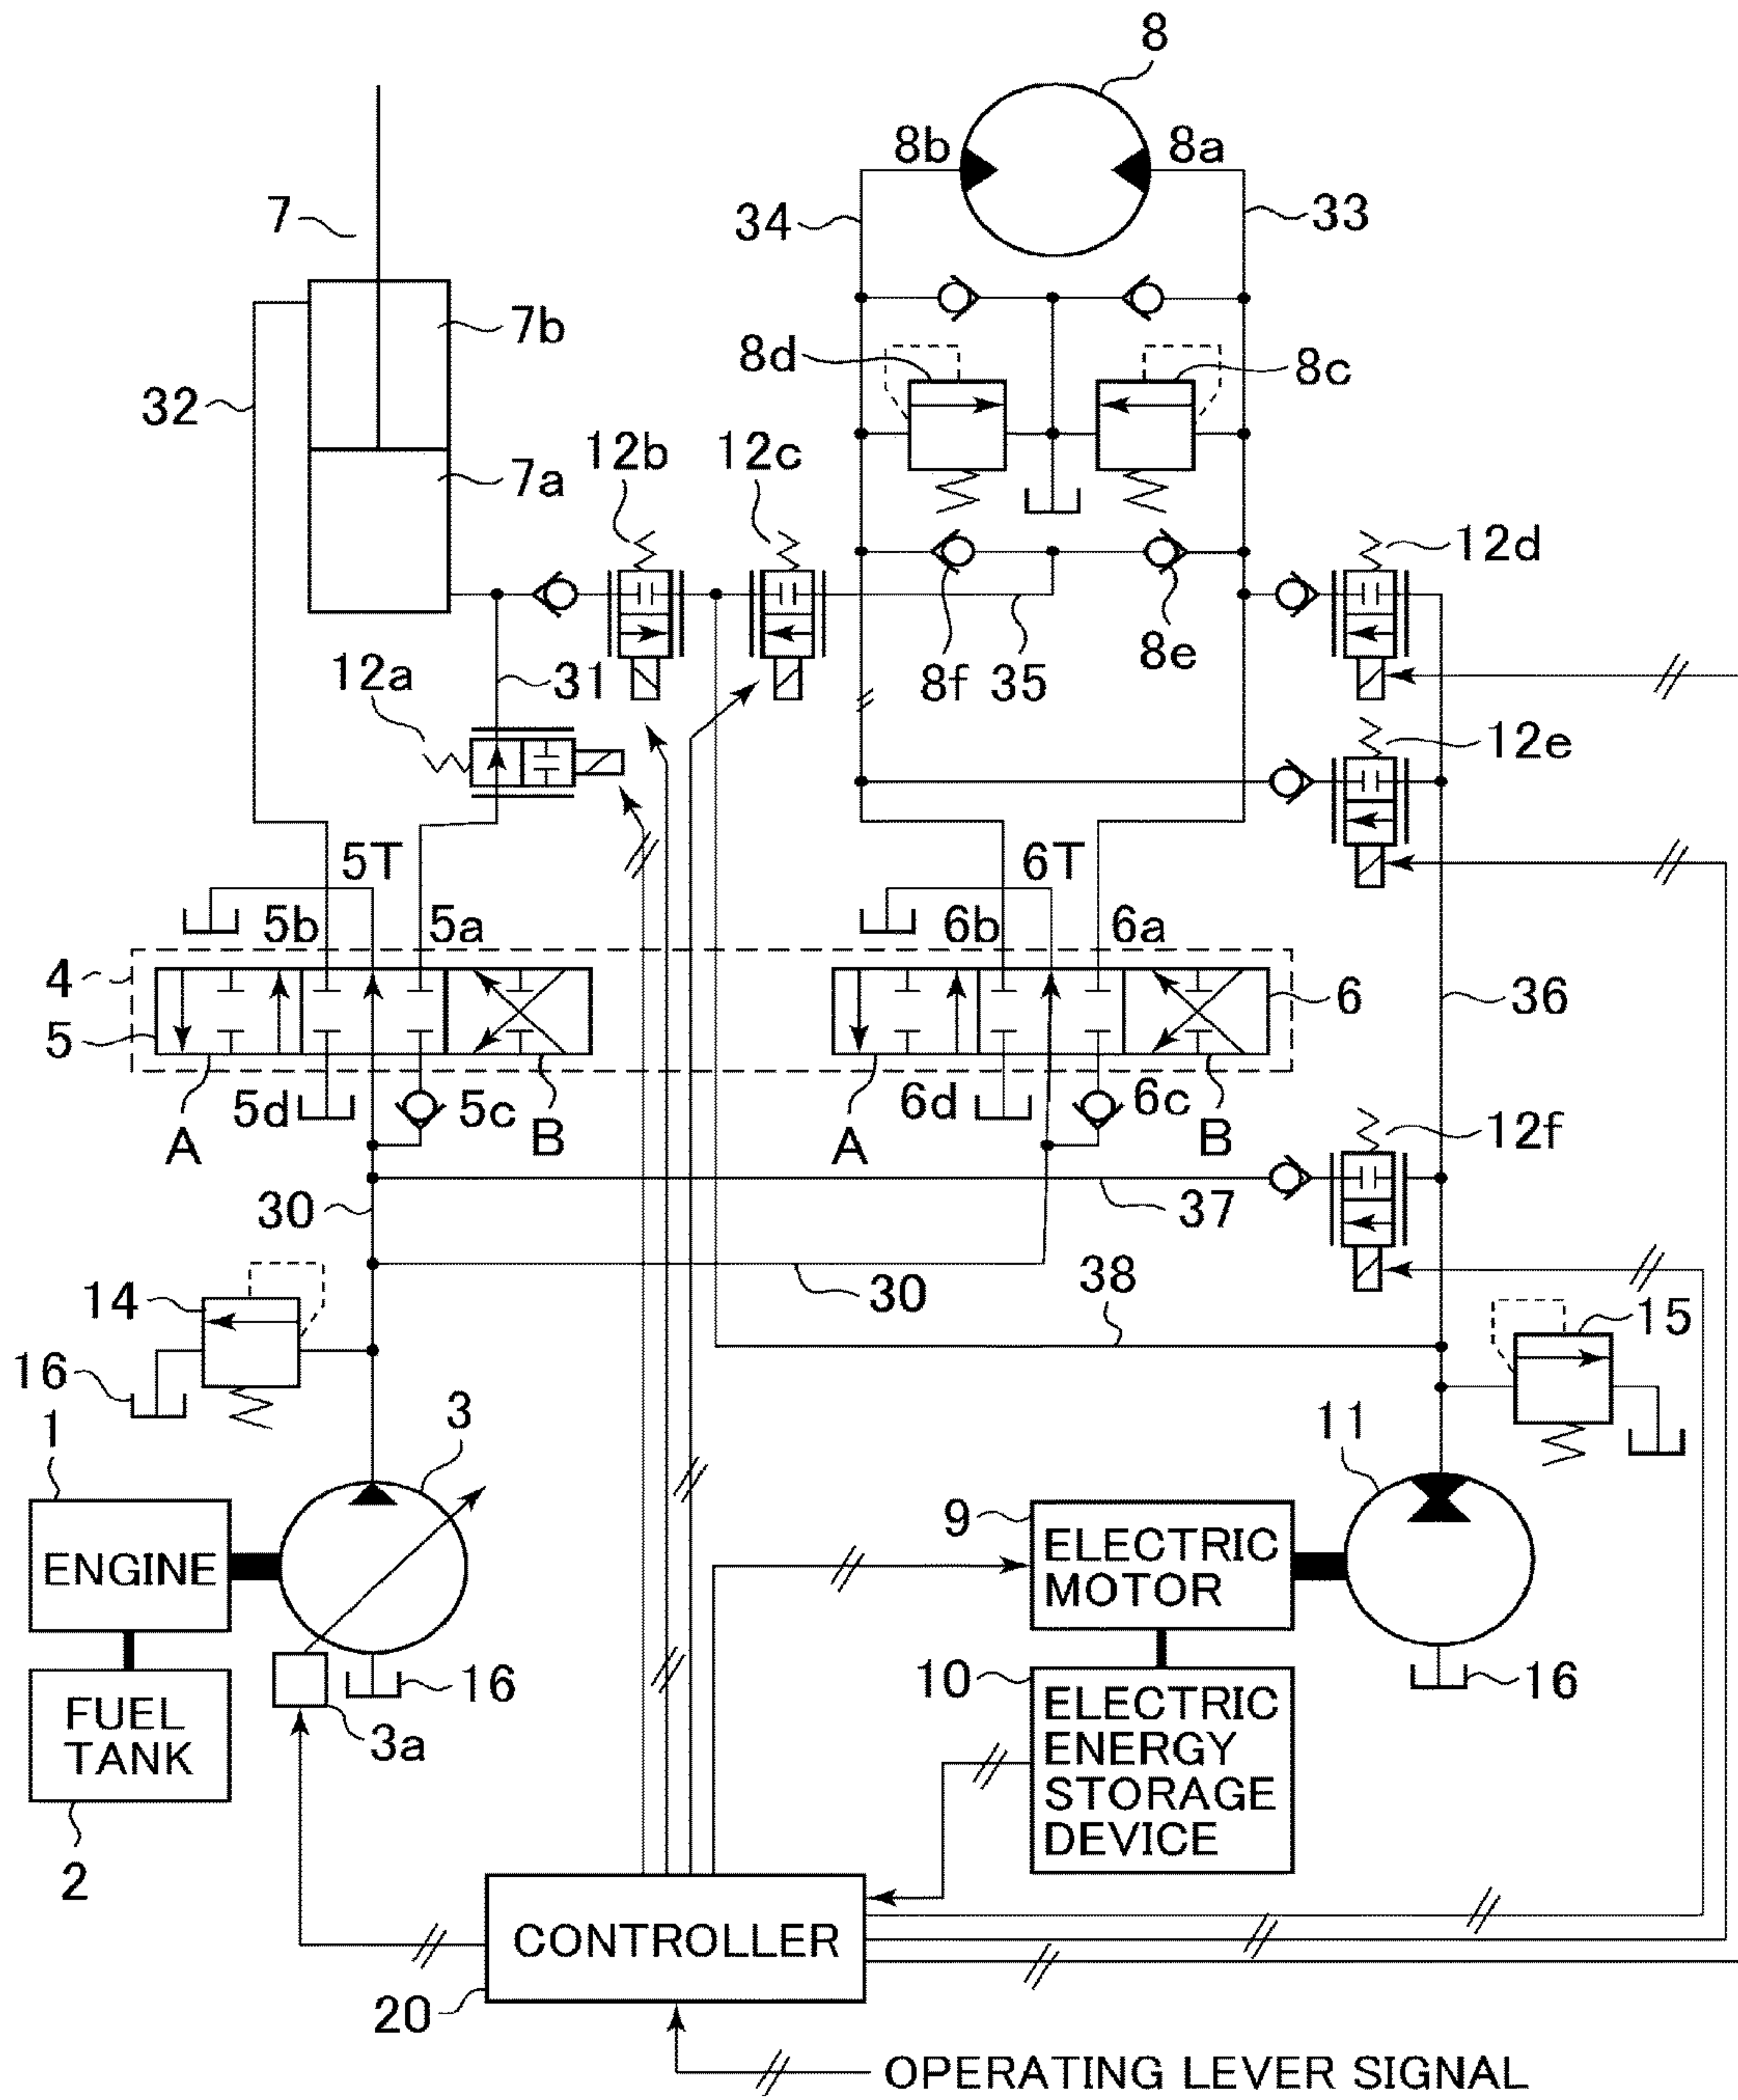 8
8b
8a
7
34
33
7b
8d
8c
32
12b
12c
7a
12d
12a
31
8f
35
8e
12e
5T
6T
5b
5a
6b
6a
4
6
36
5
5d
5c
6d
6c
A
B
A
B
12f
30
37
14
30
38
15
16
1
3
11
9
ENGINE
ELECTRIC
MOTOR
16
10
16
FUEL
TANK
3a
ELECTRIC
ENERGY
STORAGE
DEVICE
2
CONTROLLER
20
OPERATING LEVER SIGNAL